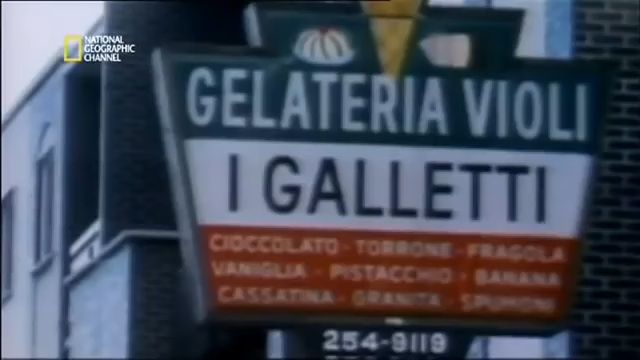 NATIONAL
GEOGRAPHIC
CHANNEL
GELATERIA VIOLI
I GALLETTI
CIOCCOLATO - TORRONE - FRAGOLA
VANIGLIA - PISTACCHIO - BANANA
CASSATINA - GRANITA - SPUMONI
254-9119